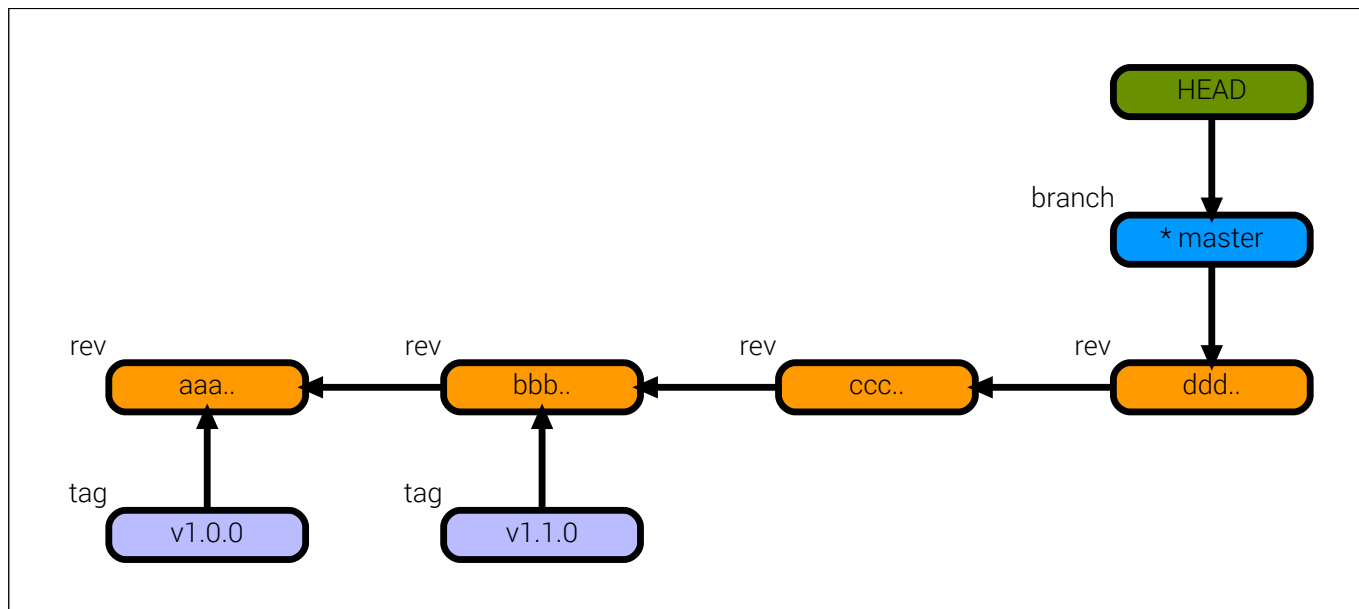 HEAD
branch
* master
rev
rev
rev
rev
aaa..
bbb..
ccc..
ddd..
tag
tag
v1.0.0
v1.1.0